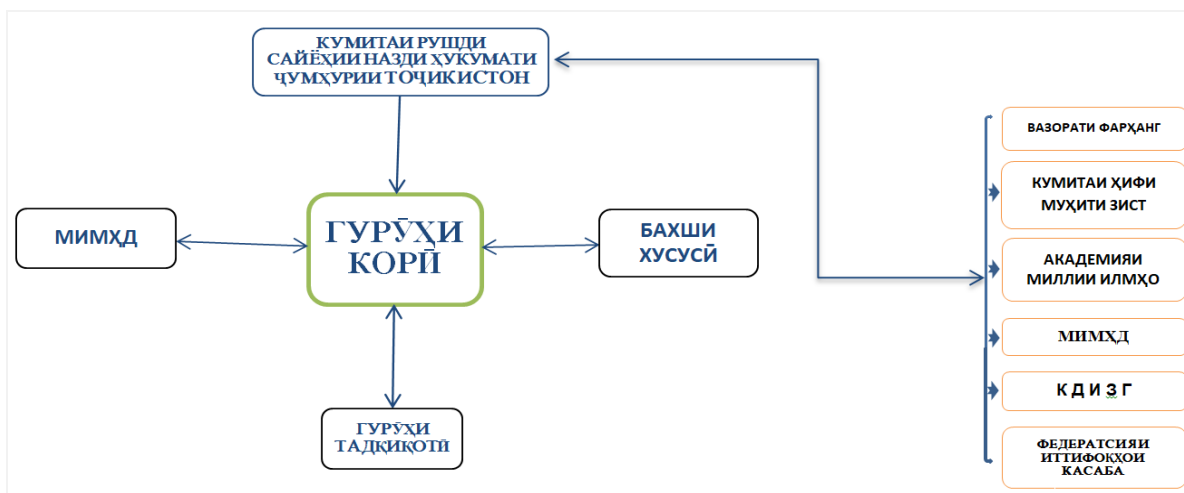 КУМИТАИ РУШДИ
САЙЁҲИИ НАЗДИ ҲУКУМАТИ
ҶУМҲУРИИ ТОҶИКИСТОН
ВАЗОРАТИ ФАРҲАНГ
КУМИТАИ ҲИФИ
МУҲИТИ ЗИСТ
МИМҲД
ГУРӮҲИ
КОРӢ
БАХШИ
ХУСУСӢ
АКАДЕМИЯИ
МИЛЛИИ ИЛМҲО
МИМҲД
К Д И З Г
ГУРӮҲИ
ТАДҚИҚОТӢ
ФЕДЕРАТСИЯИ
ИТТИФОҚҲОИ
КАСАБА